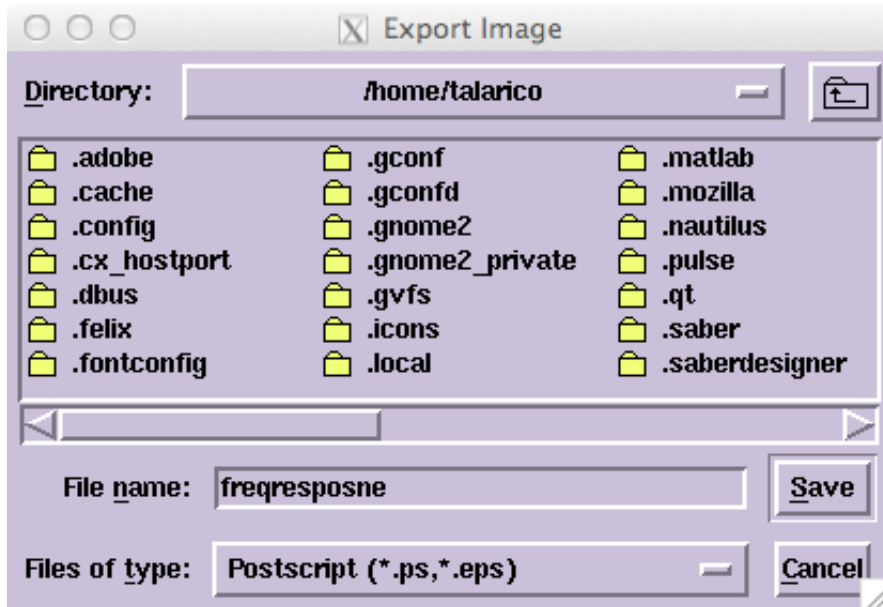 Export Image
Directory: /home/talarico
.adobe .gconf .matlab
.cache .gconfd .mozilla
.config .gnome2 .nautilus
.cx_hostport .gnome2_private .pulse
.dbus .gvfs .qt
.felix .icons .saber
.fontconfig .local .saberdesigner
File name: freqresposne Save
Files of type: Postscript (*.ps,*.eps) Cancel